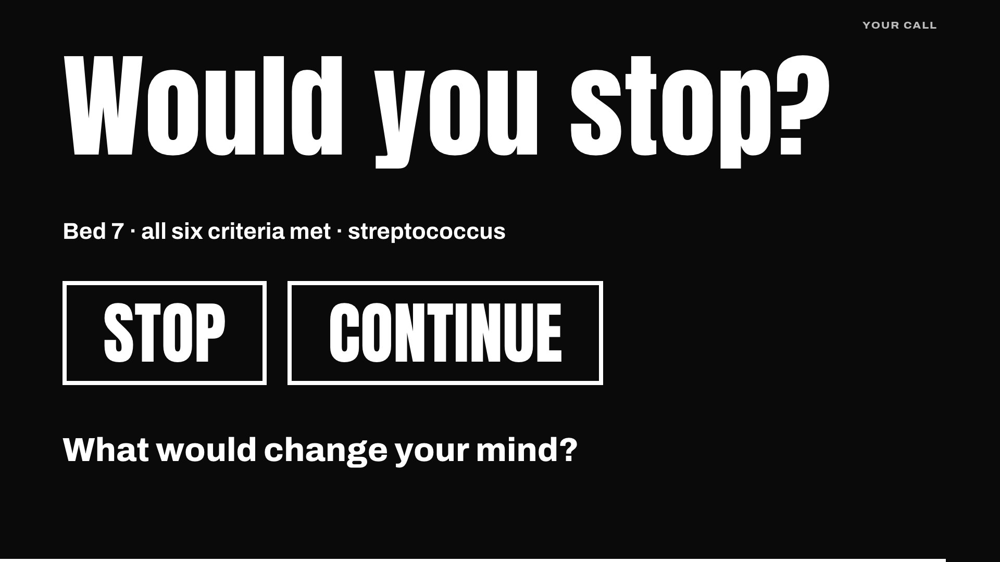 YOUR CALL
Would you stop?
Bed 7 · all six criteria met · streptococcus
STOP CONTINUE
What would change your mind?